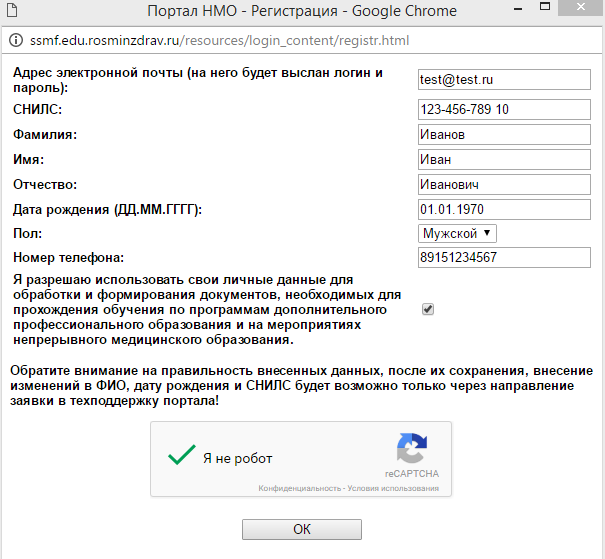 Портал НМО - Регистрация - Google Chrome
ssmf.edu.rosminzdrav.ru/resources/login_content/registr.html
Адрес электронной почты (на него будет выслан логин и
пароль):
test@test.ru
СНИЛС:
123-456-789 10
Фамилия:
Иванов
Имя:
Иван
Отчество:
Иванович
Дата рождения (ДД.ММ.ГГГГ):
01.01.1970
Пол:
Мужской
Номер телефона:
89151234567
Я разрешаю использовать свои личные данные для
обработки и формирования документов, необходимых для
прохождения обучения по программам дополнительного
профессионального образования и на мероприятиях
непрерывного медицинского образования.
Обратите внимание на правильность внесенных данных, после их сохранения, внесение
изменений в ФИО, дату рождения и СНИЛС будет возможно только через направление
заявки в техподдержку портала!
Я не робот
reCAPTCHA
Конфиденциальность - Условия использования
ОК